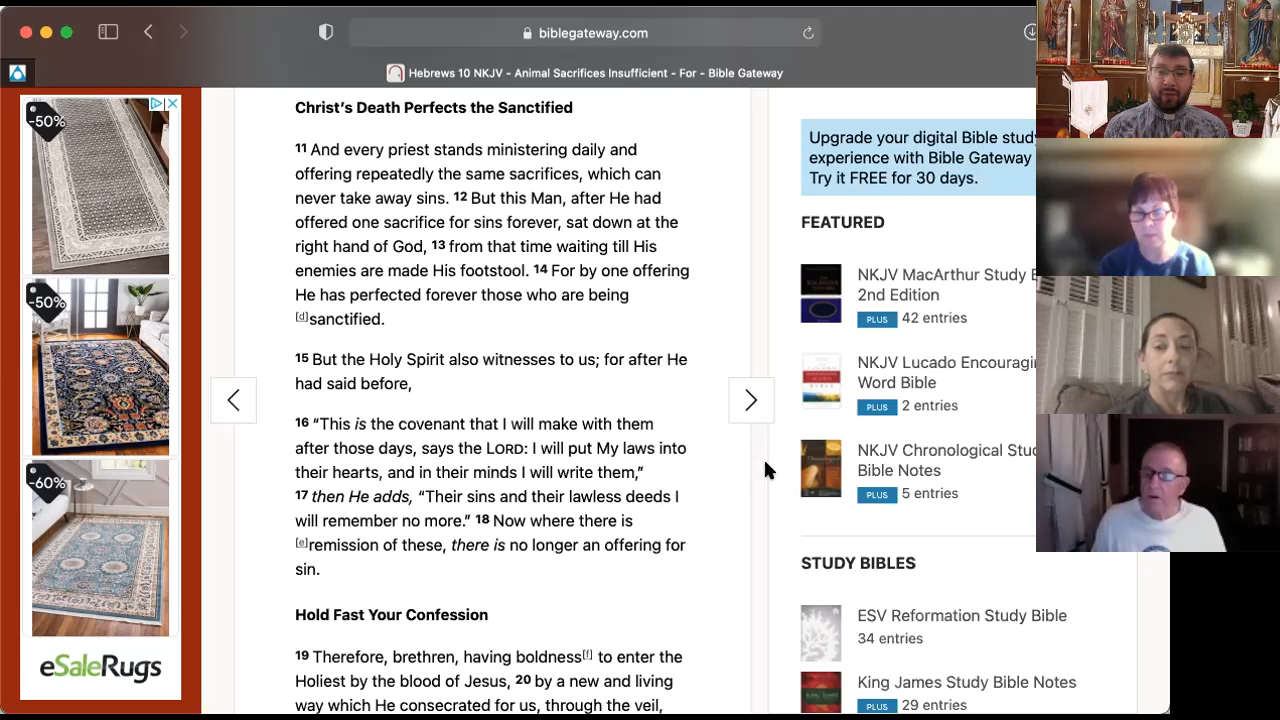 biblegateway.com
Hebrews 10 NKJV - Animal Sacrifices Insufficient - For - Bible Gateway
-50%
-50%
-60%
eSaleRugs
Christ's Death Perfects the Sanctified
11 And every priest stands ministering daily and
offering repeatedly the same sacrifices, which can
never take away sins. 12 But this Man, after He had
offered one sacrifice for sins forever, sat down at the
right hand of God, 13 from that time waiting till His
enemies are made His footstool. 14 For by one offering
He has perfected forever those who are being
[d]sanctified.
15 But the Holy Spirit also witnesses to us; for after He
had said before,
16 “This is the covenant that I will make with them
after those days, says the LORD: I will put My laws into
their hearts, and in their minds I will write them,”
17 then He adds, “Their sins and their lawless deeds I
will remember no more.” 18 Now where there is
[e]remission of these, there is no longer an offering for
sin.
Hold Fast Your Confession
19 Therefore, brethren, having boldness[f] to enter the
Holiest by the blood of Jesus, 20 by a new and living
way which He consecrated for us, through the veil,
Upgrade your digital Bible study
experience with Bible Gateway
Try it FREE for 30 days.
FEATURED
NKJV MacArthur Study
2nd Edition
PLUS 42 entries
NKJV Lucado
Word Bible
PLUS 2 entries
NKJV Chronological
Bible Notes
PLUS 5 entries
STUDY BIBLES
ESV Reformation Study Bible
34 entries
King James Study Bible Notes
PLUS 29 entries